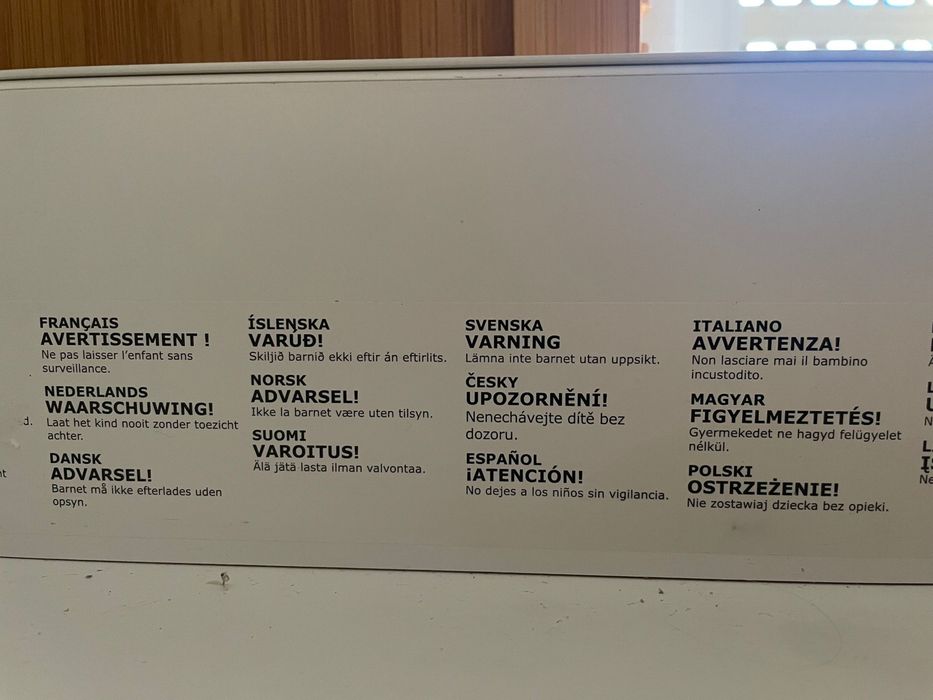 FRANÇAIS
AVERTISSEMENT !
Ne pas laisser l'enfant sans
surveillance.
NEDERLANDS
WAARSCHUWING!
Laat het kind nooit zonder toezicht
achter.
DANSK
ADVARSEL!
Barnet må ikke efterlades uden
opsyn.
ÍSLENSKA
VARÚÐ!
Skiljið barnið ekki eftir án eftirlits.
NORSK
ADVARSEL!
Ikke la barnet være uten tilsyn.
SUOMI
VAROITUS!
Älä jätä lasta ilman valvontaa.
SVENSKA
VARNING
Lämna inte barnet utan uppsikt.
ČESKY
UPOZORNĚNÍ!
Nenechávejte dítě bez
dozoru.
ESPAÑOL
¡ATENCIÓN!
No dejes a los niños sin vigilancia.
ITALIANO
AVVERTENZA!
Non lasciare mai il bambino
incustodito.
MAGYAR
FIGYELMEZTETÉS!
Gyermekedet ne hagyd felügyelet
nélkül.
POLSKI
OSTRZEŻENIE!
Nie zostawiaj dziecka bez opieki.